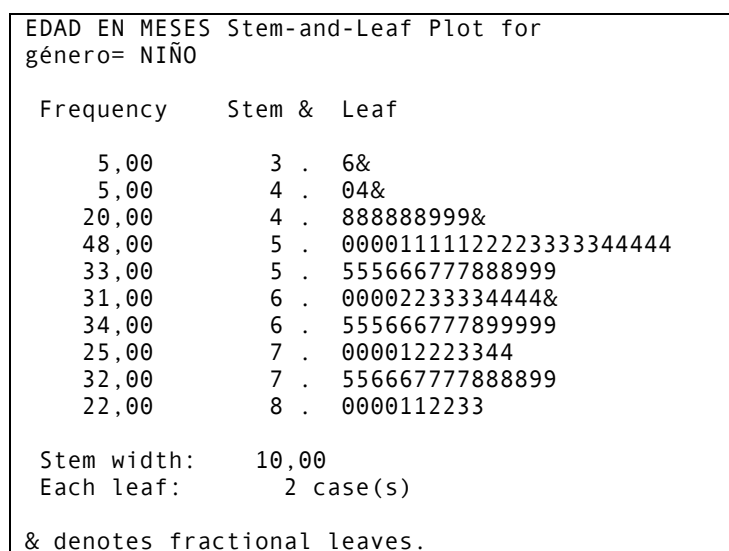 EDAD EN MESES Stem-and-Leaf Plot for
género= NIÑO
Frequency Stem & Leaf
5,00 3 . 6&
5,00 4 . 04&
20,00 4 . 888888999&
48,00 5 . 00001111122223333344444
33,00 5 . 555666777888999
31,00 6 . 00002233334444&
34,00 6 . 555666777899999
25,00 7 . 000012223344
32,00 7 . 55666777788899
22,00 8 . 0000112233
Stem width: 10,00
Each leaf: 2 case(s)
& denotes fractional leaves.